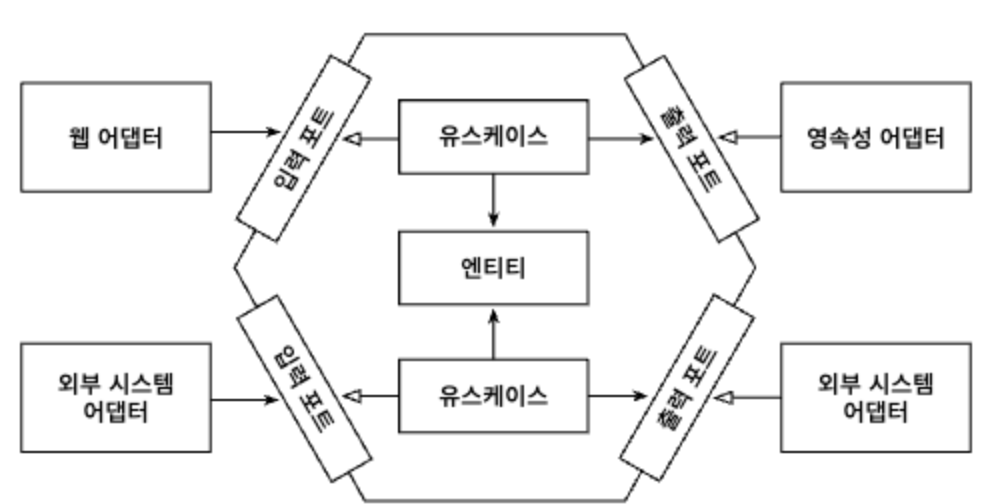 웹 어댑터
입력 포트
유스케이스
출력 포트
영속성 어댑터
엔티티
외부 시스템
어댑터
입력 포트
유스케이스
출력 포트
외부 시스템
어댑터